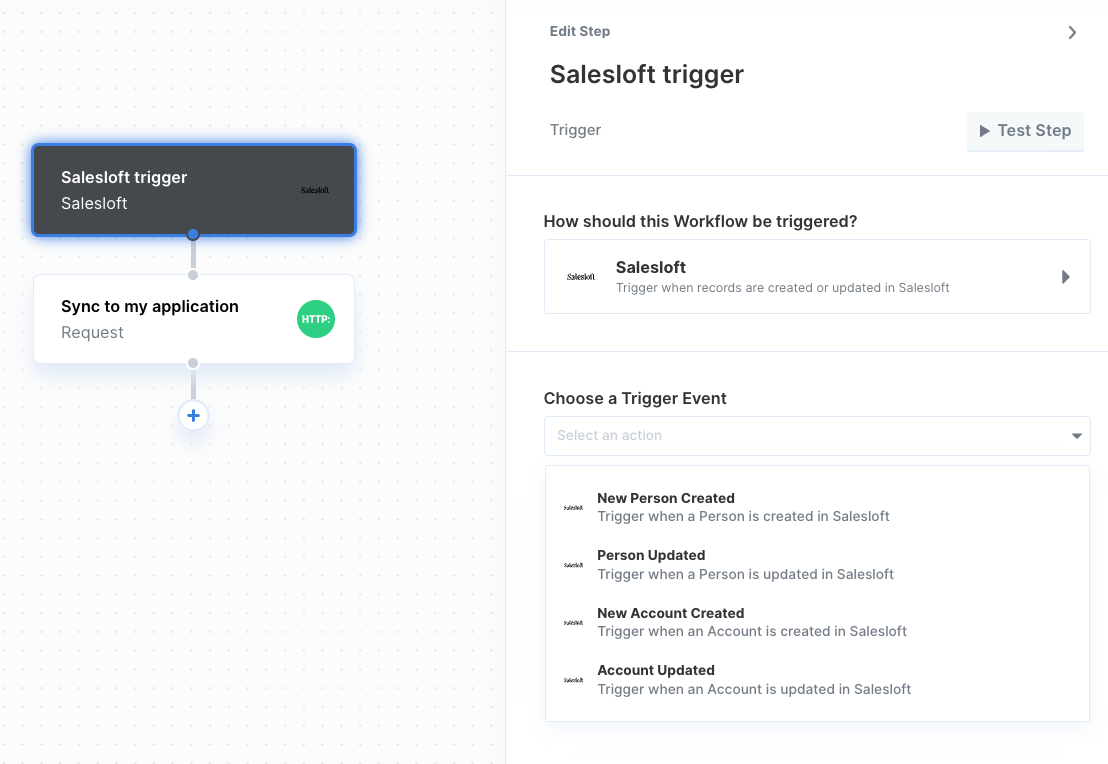 Salesloft trigger
Salesloft
Salesloft
Sync to my application
Request
HTTP:
Edit Step
Salesloft trigger
Trigger
Test Step
How should this Workflow be triggered?
Salesloft
Salesloft
Trigger when records are created or updated in Salesloft
Choose a Trigger Event
Select an action
Salesloft
New Person Created
Trigger when a Person is created in Salesloft
Salesloft
Person Updated
Trigger when a Person is updated in Salesloft
Salesloft
New Account Created
Trigger when an Account is created in Salesloft
Salesloft
Account Updated
Trigger when an Account is updated in Salesloft